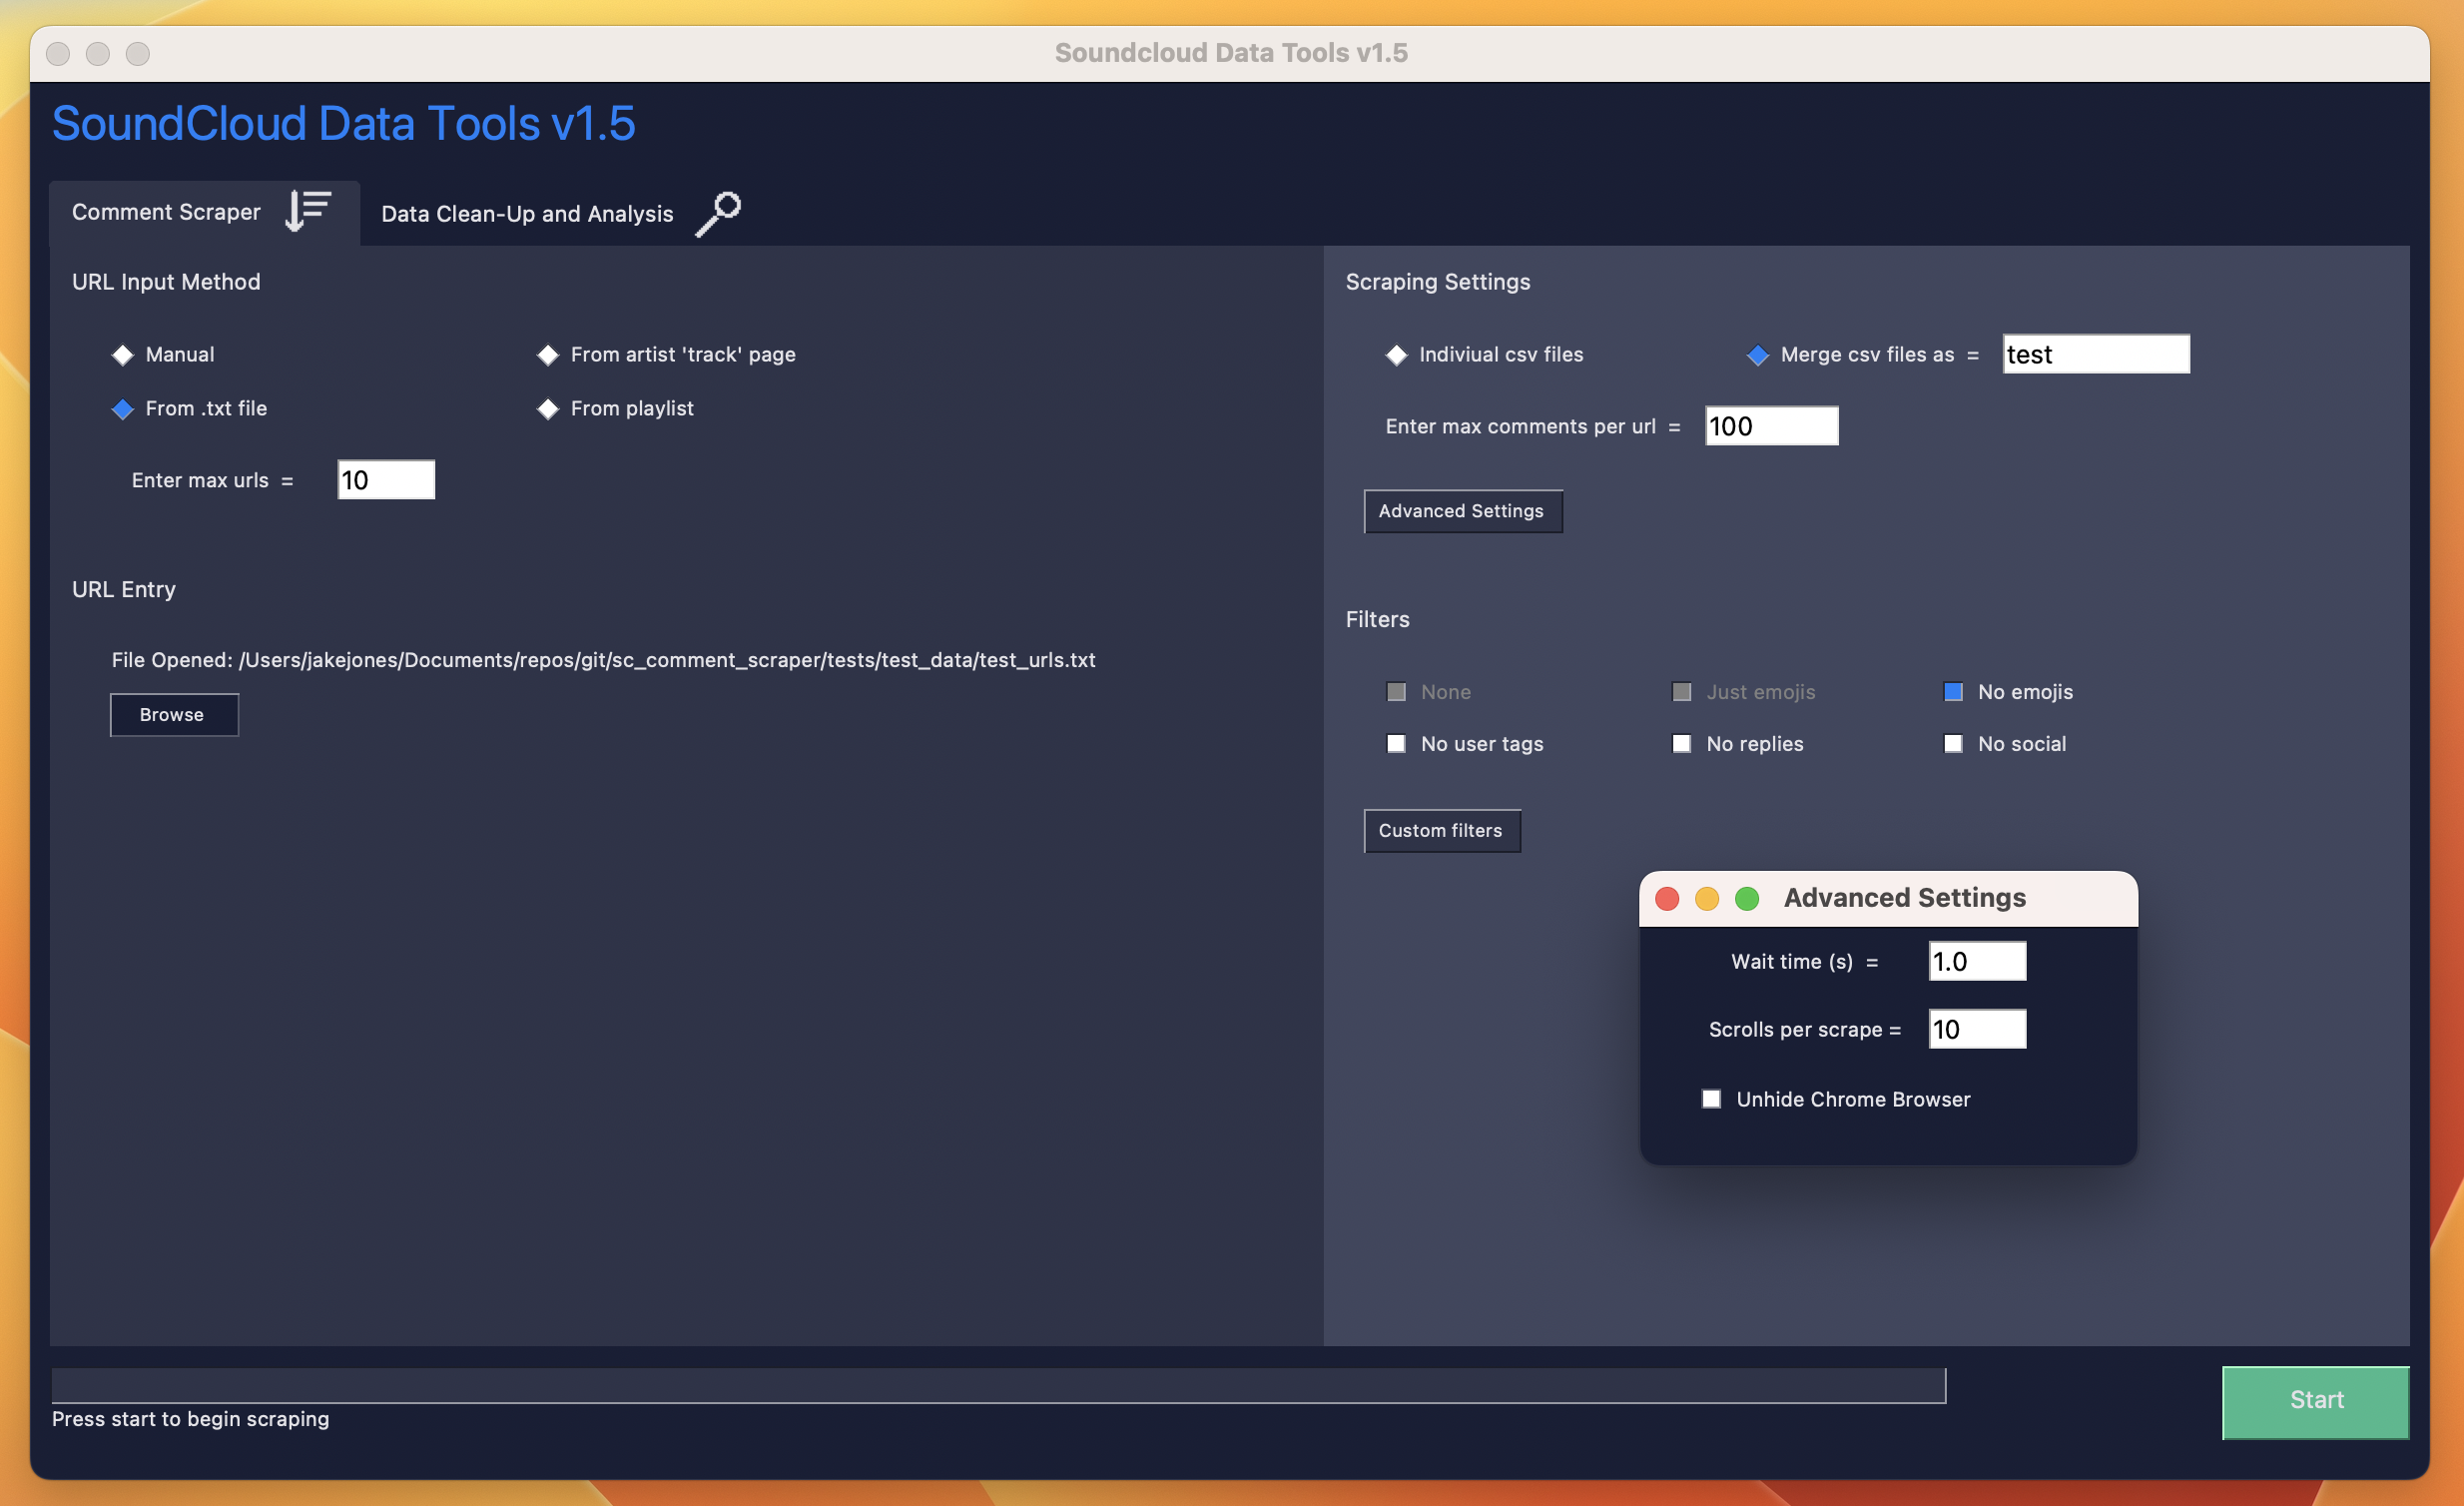 Soundcloud Data Tools v1.5
SoundCloud Data Tools v1.5
Comment Scraper
Data Clean-Up and Analysis
URL Input Method
Manual
From artist 'track' page
From .txt file
From playlist
Enter max urls =
10
URL Entry
File Opened: /Users/jakejones/Documents/repos/git/sc_comment_scraper/tests/test_data/test_urls.txt
Browse
Scraping Settings
Indiviual csv files
Merge csv files as =
test
Enter max comments per url =
100
Advanced Settings
Filters
None
Just emojis
No emojis
No user tags
No replies
No social
Custom filters
Advanced Settings
Wait time (s) =
1.0
Scrolls per scrape =
10
Unhide Chrome Browser
Press start to begin scraping
Start